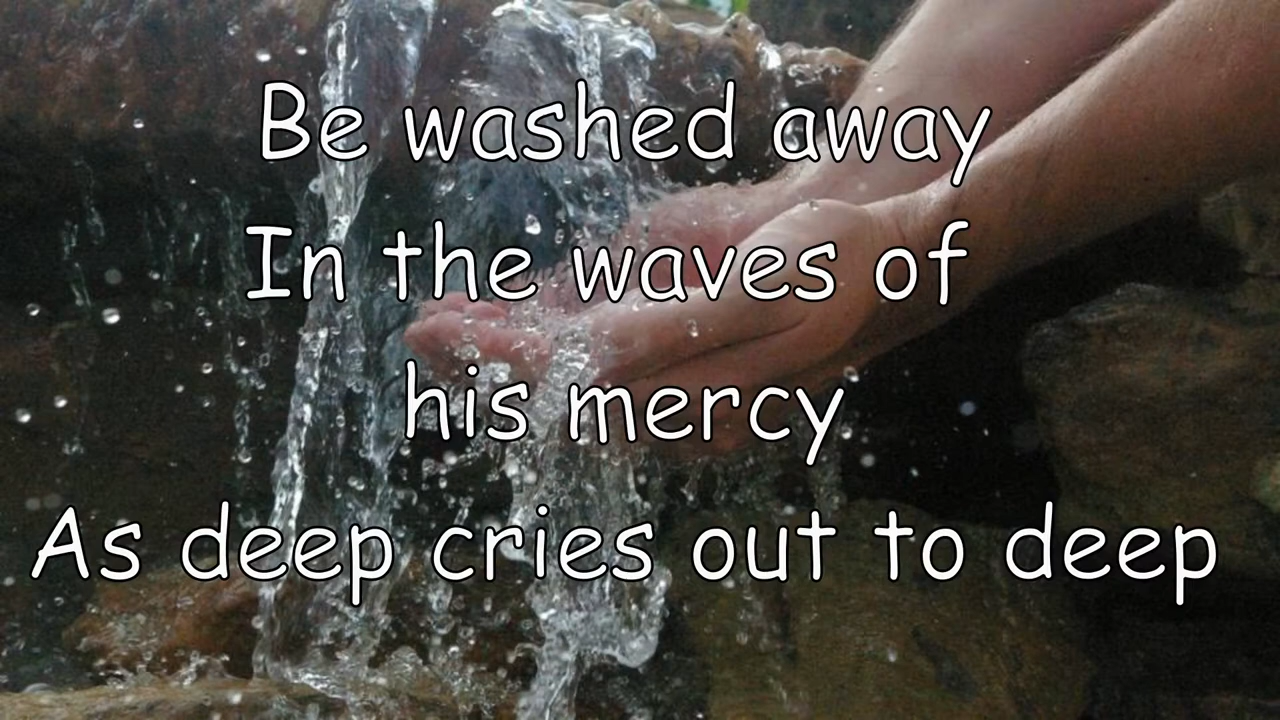 Be washed away
In the waves of
his mercy
As deep cries out to deep